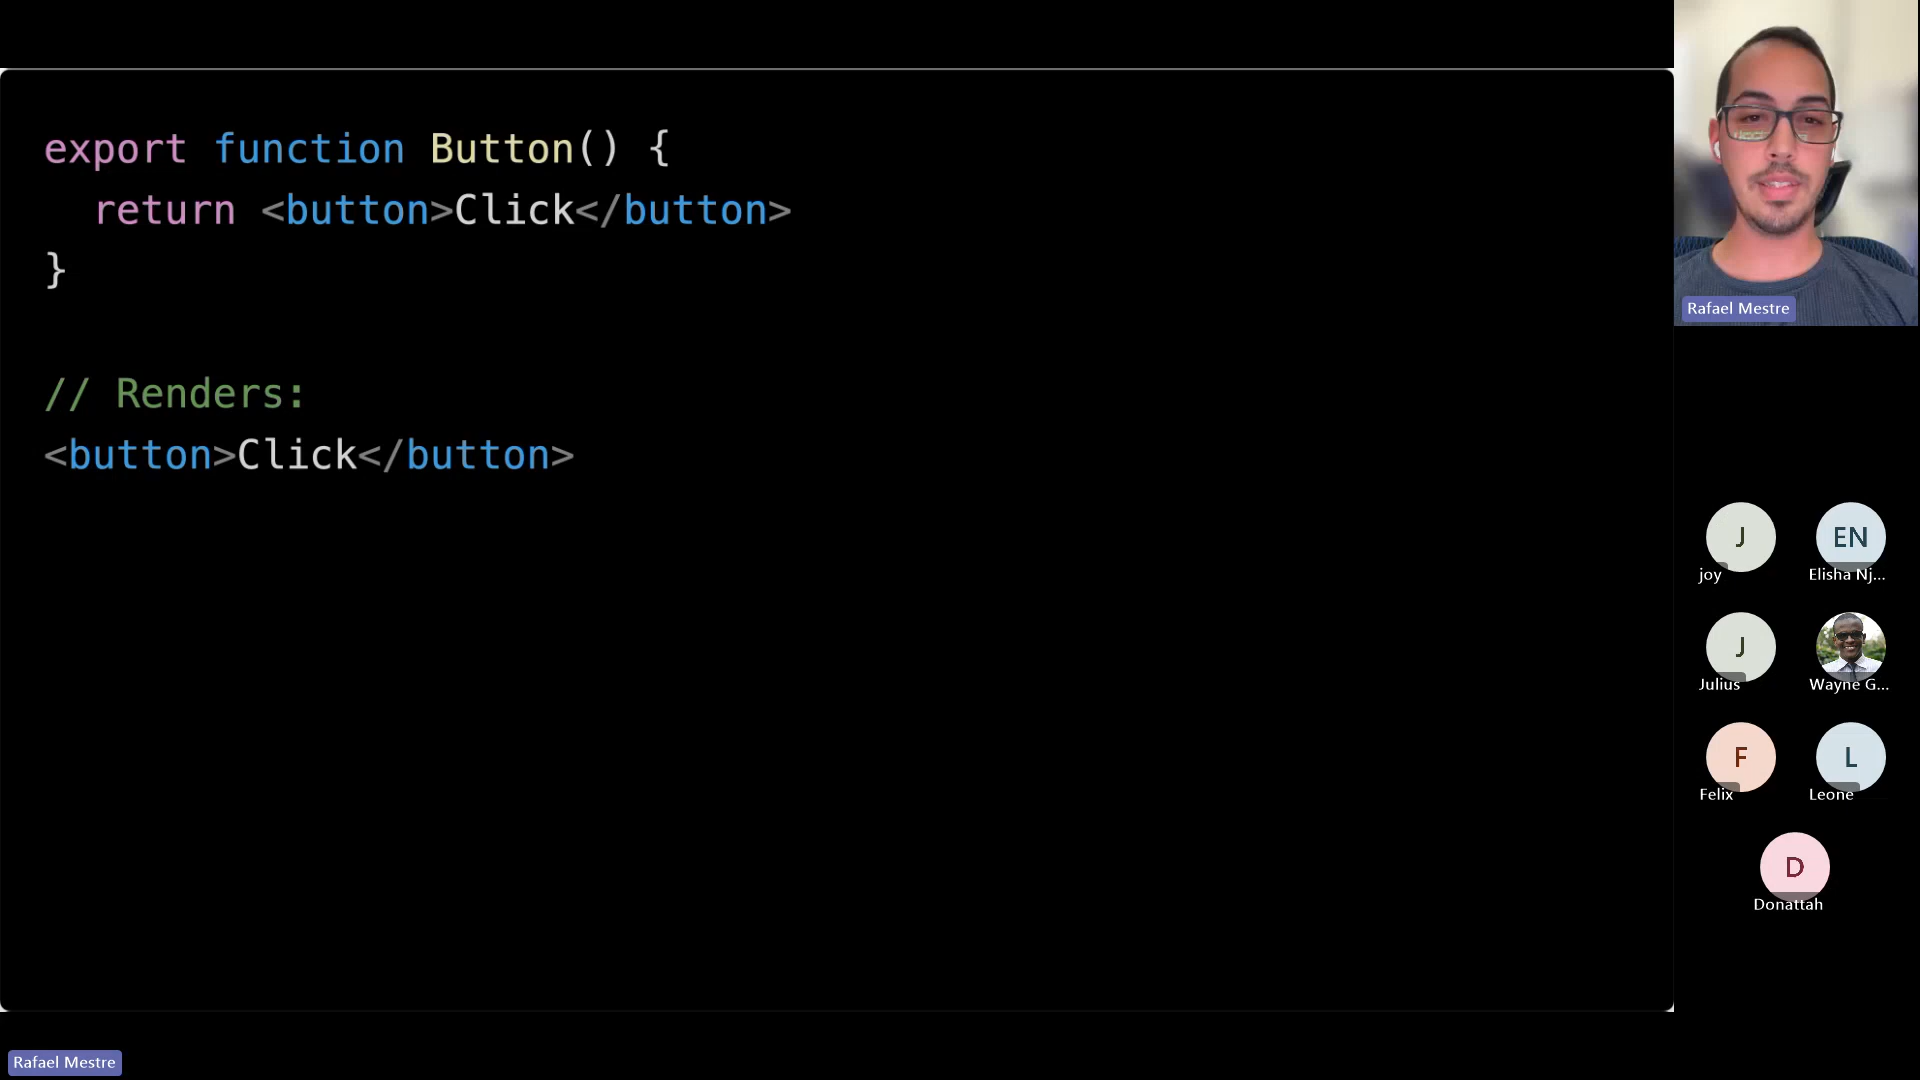 export function Button() {
  return <button>Click</button>
}
// Renders:
<button>Click</button>
Rafael Mestre
J
joy
EN
Elisha Nj...
J
Julius
Wayne G...
F
Felix
L
Leone
D
Donattah
Rafael Mestre